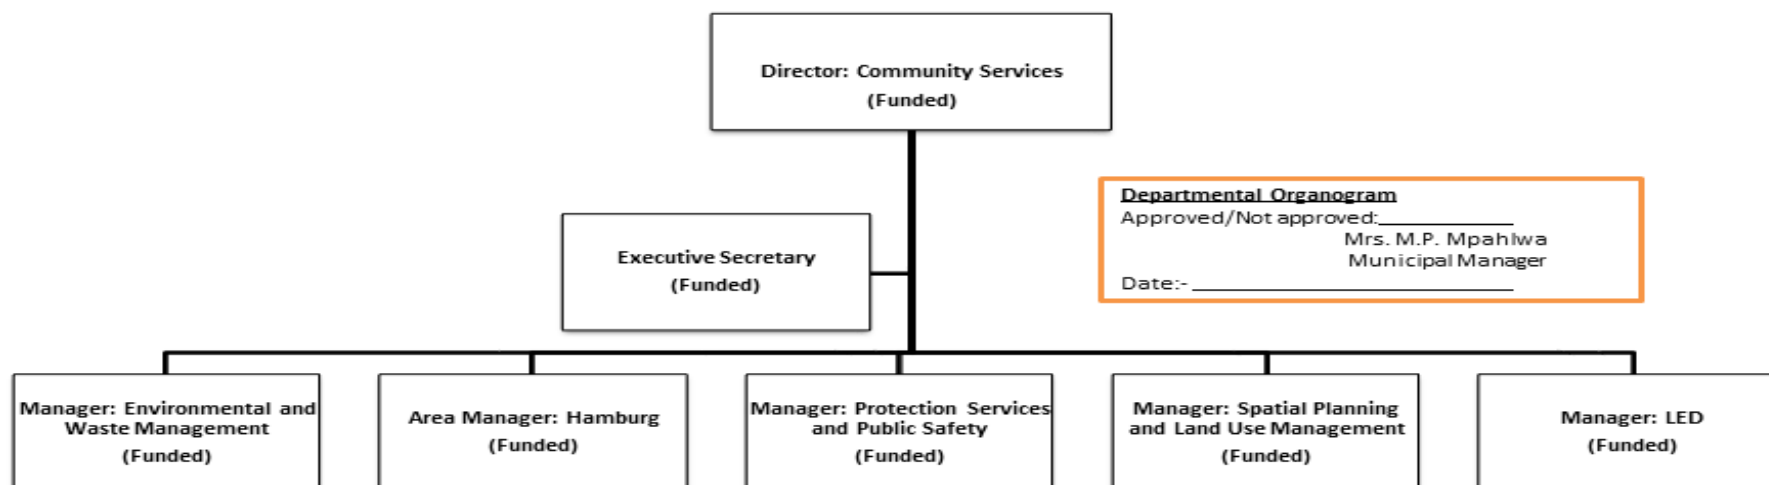 Director: Community Services
(Funded)
Departmental Organogram
Approved/Not approved:___________
Mrs. M.P. Mpahlwa
Municipal Manager
Date:- __________________________
Executive Secretary
(Funded)
Manager: Environmental and
Waste Management
(Funded)
Area Manager: Hamburg
(Funded)
Manager: Protection Services
and Public Safety
(Funded)
Manager: Spatial Planning
and Land Use Management
(Funded)
Manager: LED
(Funded)